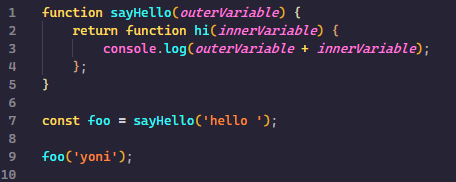 1 function sayHello(outerVariable) {
2     return function hi(innerVariable) {
3         console.log(outerVariable + innerVariable);
4     };
5 }
6
7 const foo = sayHello('hello ');
8
9 foo('yoni');
10